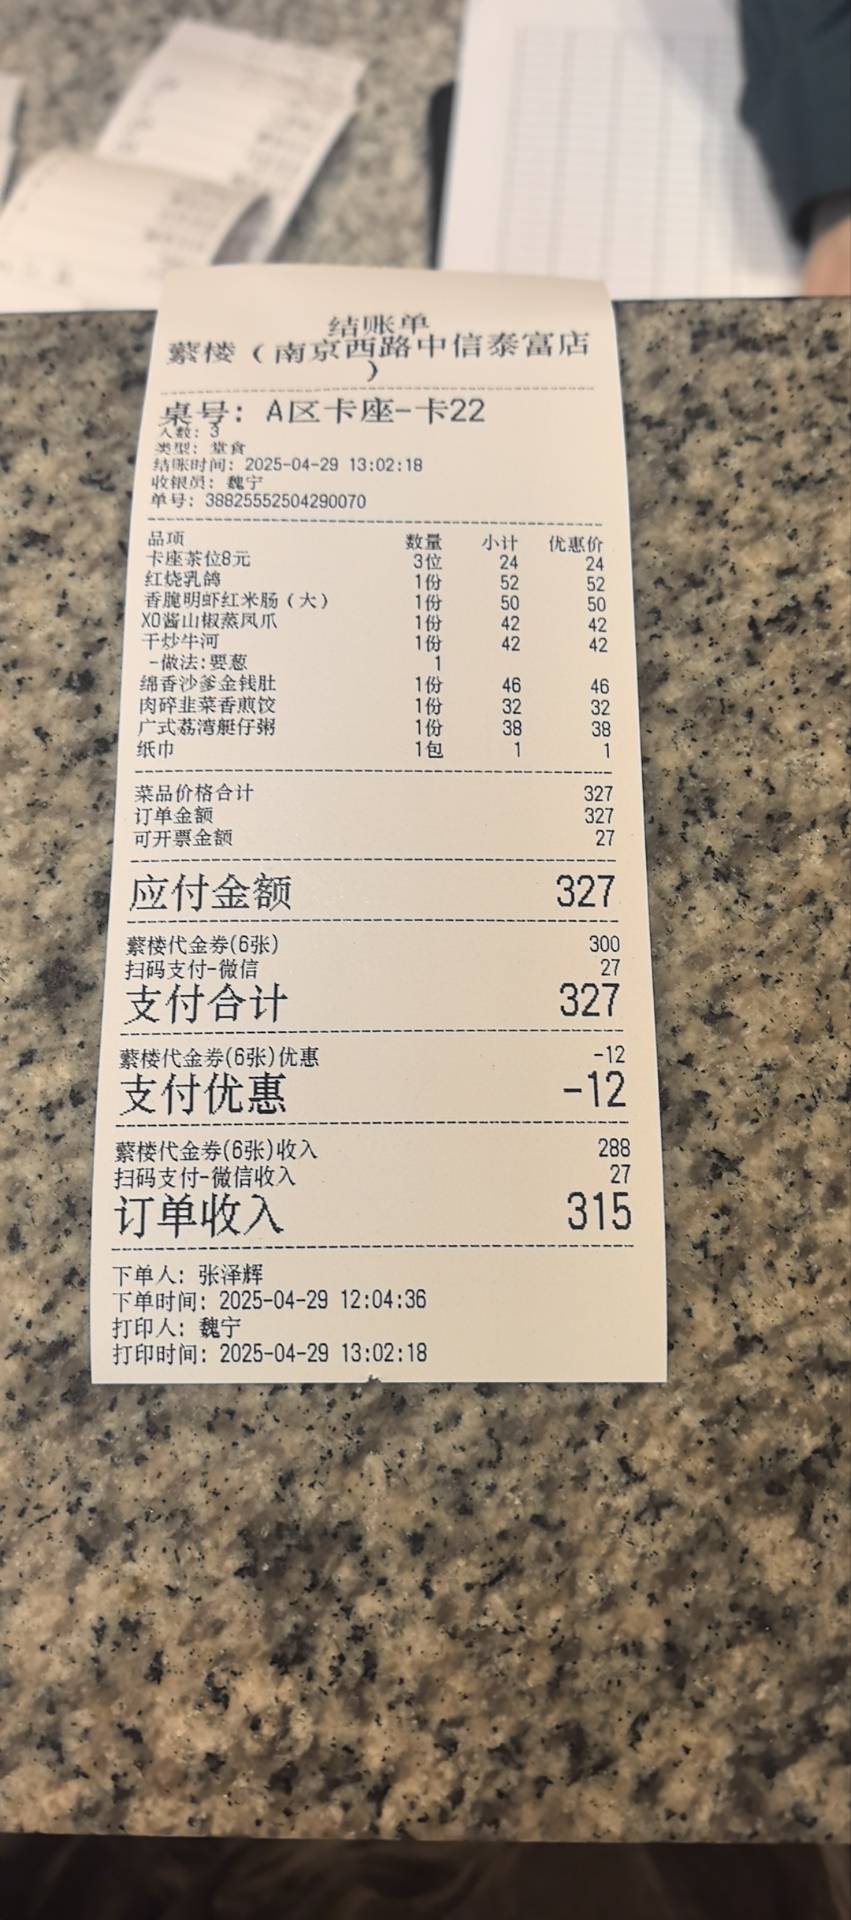 结账单
蘩楼（南京西路中信泰富店
）
桌号: A区卡座-卡22
人数: 3
类型: 堂食
结账时间: 2025-04-29 13:02:18
收银员: 魏宁
单号: 38825552504290070
品项 数量 小计 优惠价
卡座茶位8元 3位 24 24
红烧乳鸽 1份 52 52
香脆明虾红米肠（大） 1份 50 50
XO酱山椒蒸凤爪 1份 42 42
干炒牛河 1份 42 42
-做法:要葱 1
绵香沙爹金钱肚 1份 46 46
肉碎韭菜香煎饺 1份 32 32
广式荔湾艇仔粥 1份 38 38
纸巾 1包 1 1
菜品价格合计 327
订单金额 327
可开票金额 27
应付金额 327
蘩楼代金券(6张) 300
扫码支付-微信 27
支付合计 327
蘩楼代金券(6张)优惠 -12
支付优惠 -12
蘩楼代金券(6张)收入 288
扫码支付-微信收入 27
订单收入 315
下单人: 张泽辉
下单时间: 2025-04-29 12:04:36
打印人: 魏宁
打印时间: 2025-04-29 13:02:18